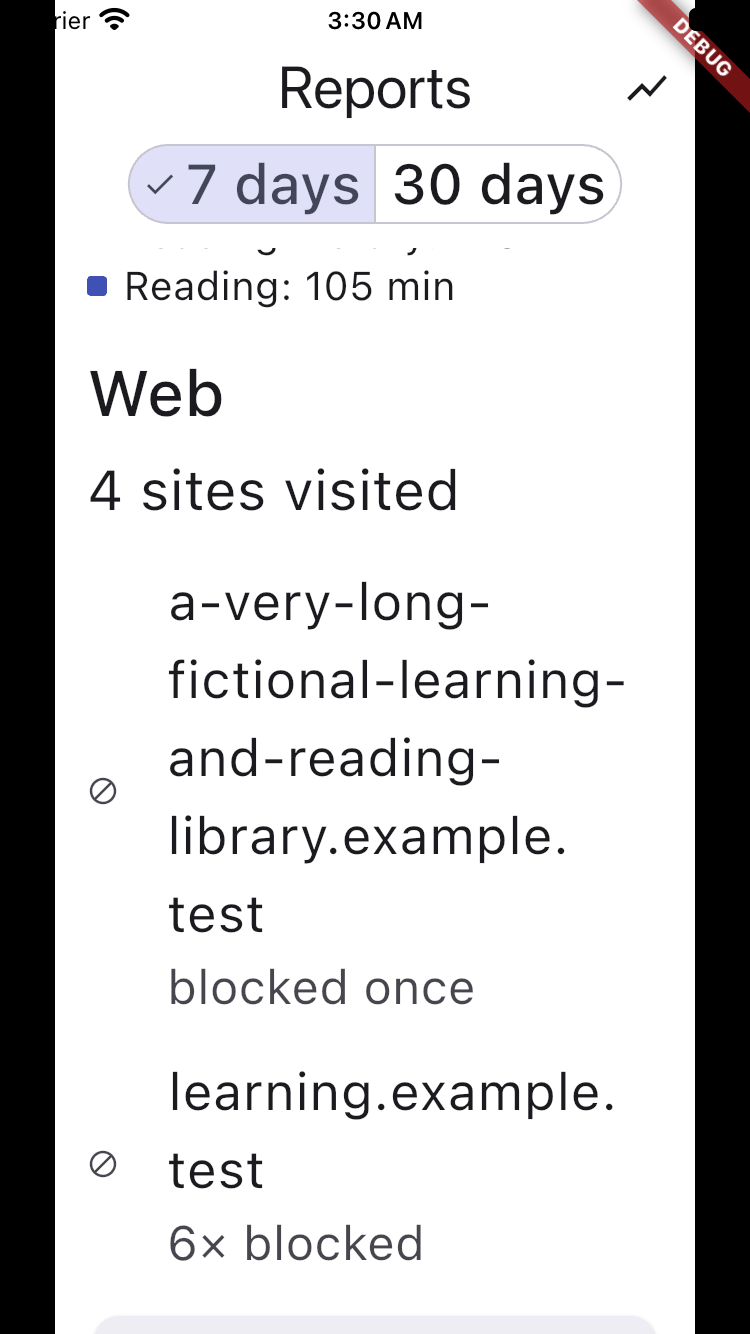 rier
3:30 AM
DEBUG
Reports
7 days
30 days
Reading: 105 min
Web
4 sites visited
a-very-long-
fictional-learning-
and-reading-
library.example.
test
blocked once
learning.example.
test
6× blocked